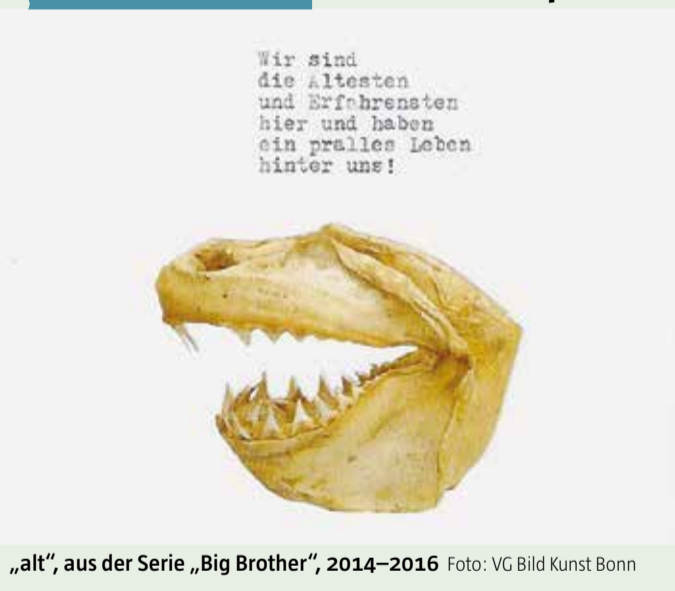 Wir sind
die Ältesten
und Erfahrensten
hier und haben
ein pralles Leben
hinter uns!
„alt“, aus der Serie „Big Brother“, 2014–2016 Foto: VG Bild Kunst Bonn